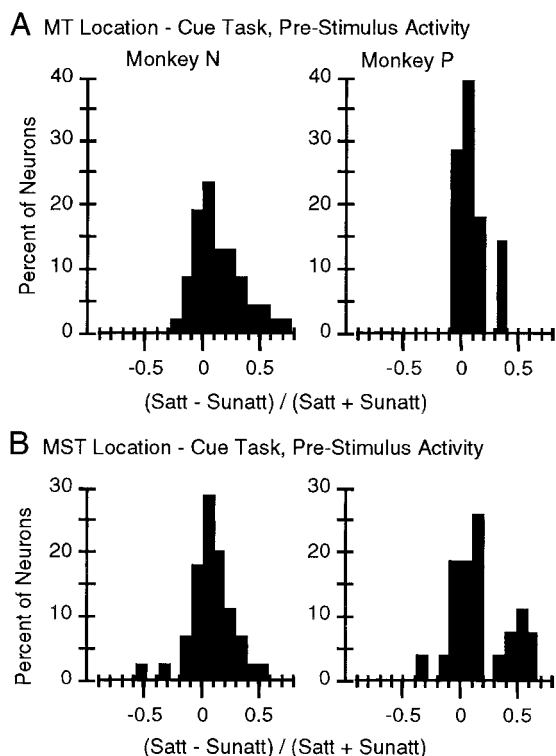 A MT Location - Cue Task, Pre-Stimulus Activity
Monkey N
Monkey P
Percent of Neurons
40
30
20
10
0
-0.5 0 0.5
40
30
20
10
0
-0.5 0 0.5
(Satt - Sunatt) / (Satt + Sunatt)
B MST Location - Cue Task, Pre-Stimulus Activity
Percent of Neurons
30
20
10
0
-0.5 0 0.5
30
20
10
0
-0.5 0 0.5
(Satt - Sunatt) / (Satt + Sunatt)